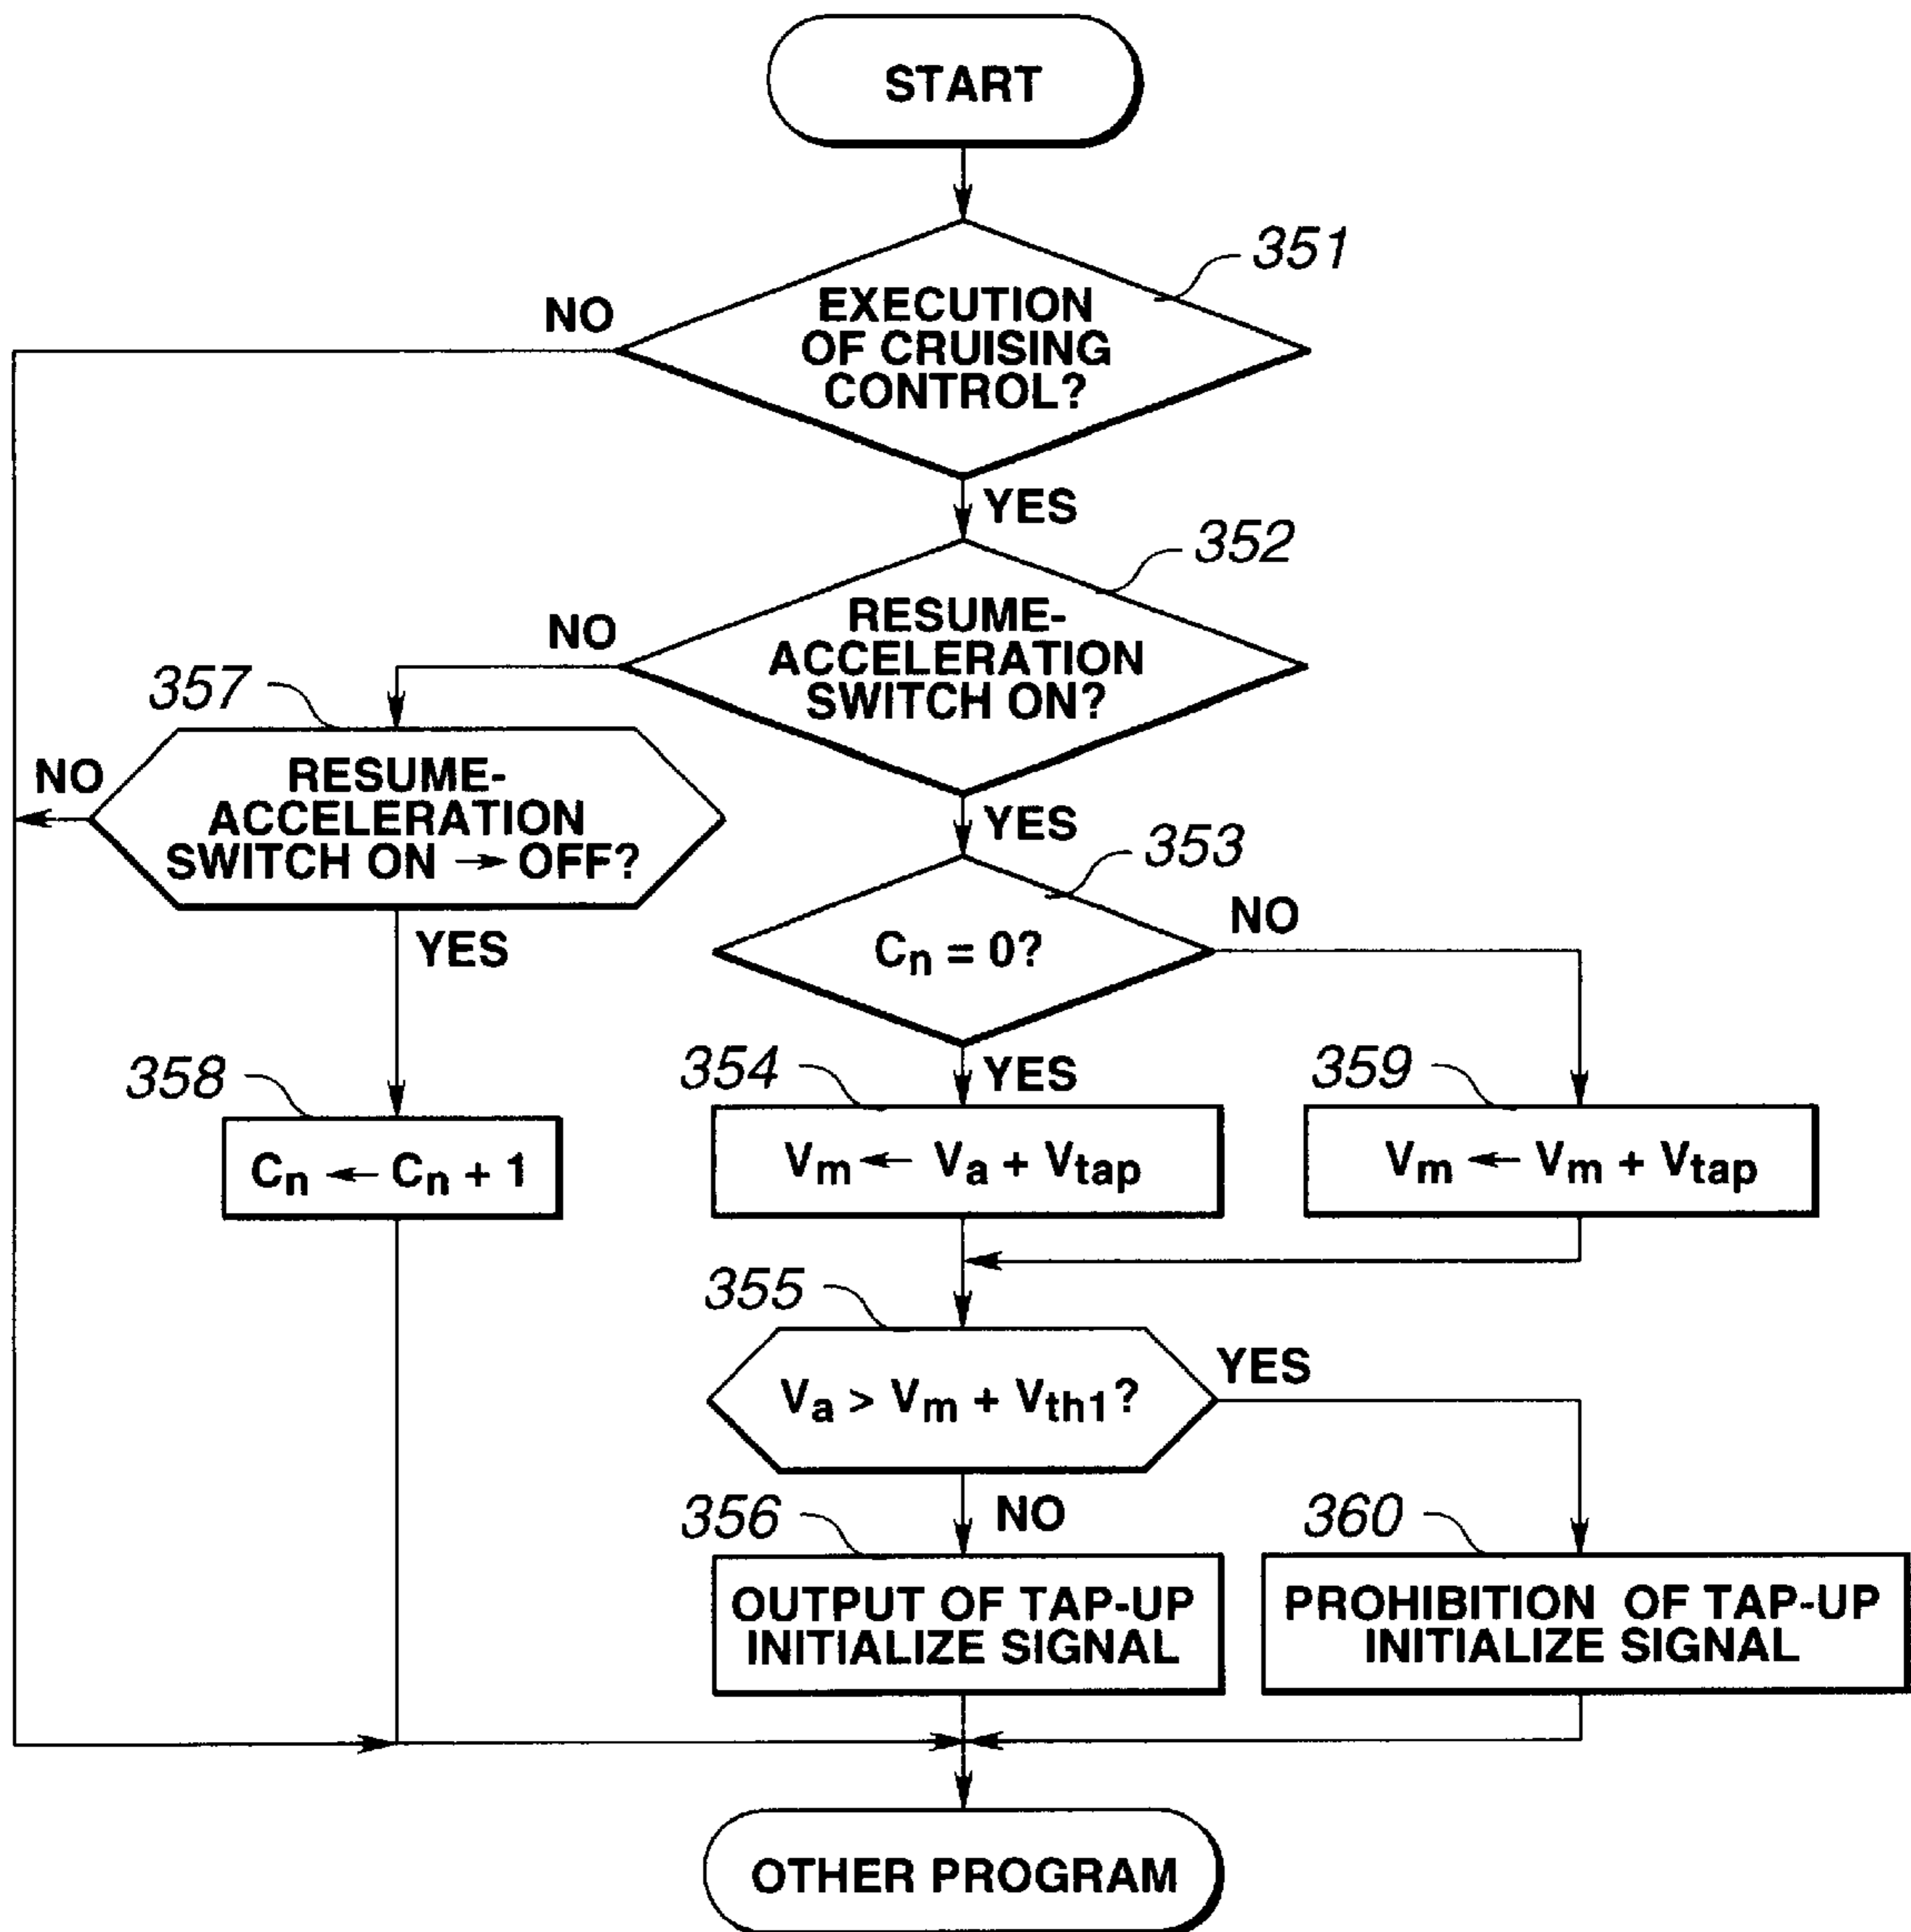 START
351
EXECUTION
OF CRUISING
CONTROL?
NO
YES
352
RESUME-
ACCELERATION
SWITCH ON?
NO
YES
357
RESUME-
ACCELERATION
SWITCH ON → OFF?
NO
YES
353
Cn = 0?
NO
YES
358
Cn ← Cn + 1
354
Vm ← Va + Vtap
359
Vm ← Vm + Vtap
355
Va > Vm + Vth1?
YES
NO
356
OUTPUT OF TAP-UP
INITIALIZE SIGNAL
360
PROHIBITION OF TAP-UP
INITIALIZE SIGNAL
OTHER PROGRAM